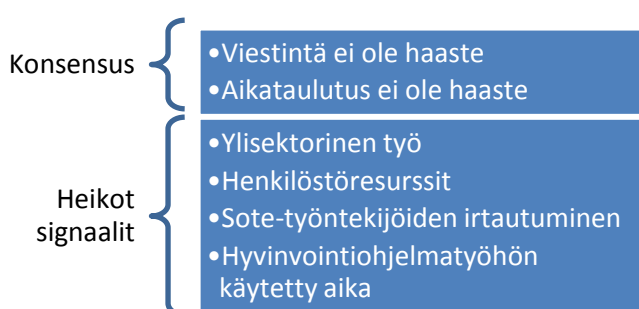 Konsensus
•Viestintä ei ole haaste
•Aikataulutus ei ole haaste
Heikot
signaalit
•Ylisektorinen työ
•Henkilöstöresurssit
•Sote-työntekijöiden irtautuminen
•Hyvinvointiohjelmatyöhön
käytetty aika